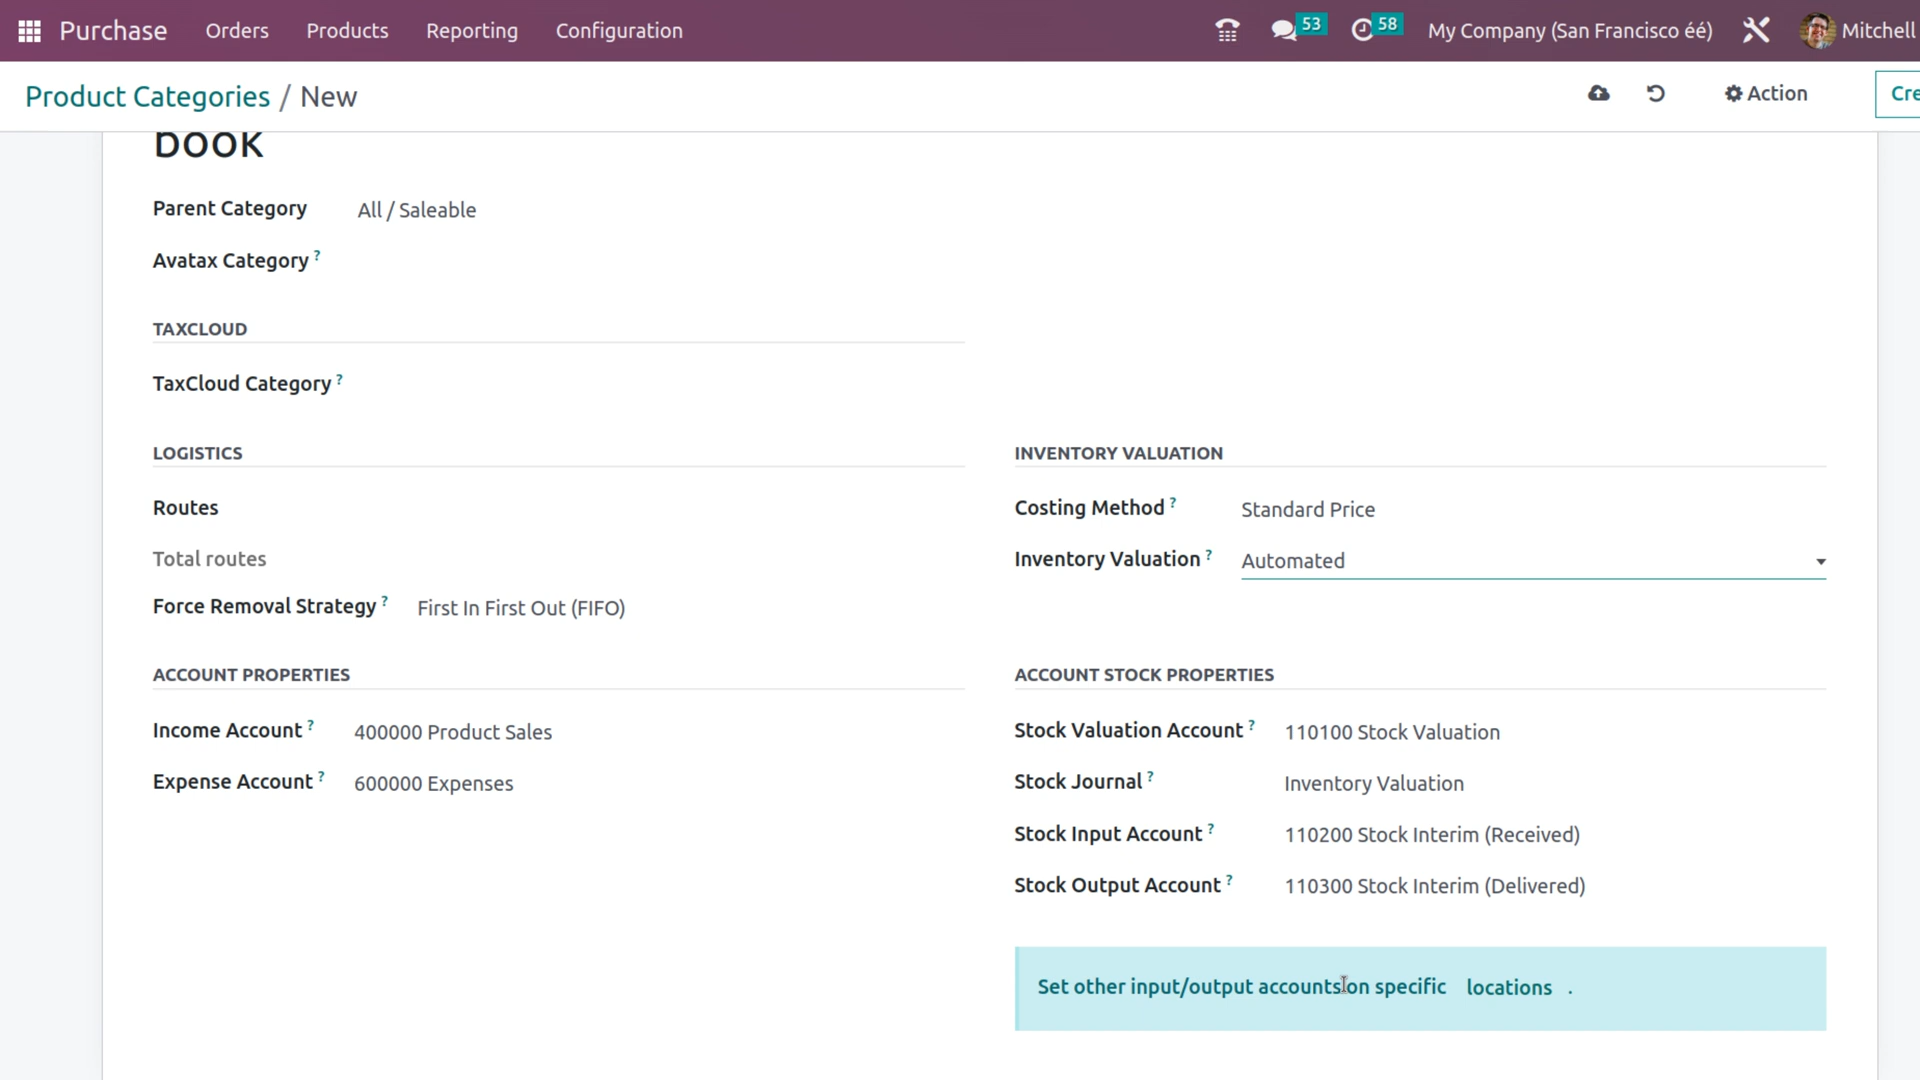 Purchase Orders Products Reporting Configuration 53 58 My Company (San Francisco éé) Mitchell
Product Categories / New Action Cre
BOOK
Parent Category All / Saleable
Avatax Category ?
TAXCLOUD
TaxCloud Category ?
LOGISTICS
Routes
Total routes
Force Removal Strategy ? First In First Out (FIFO)
INVENTORY VALUATION
Costing Method ? Standard Price
Inventory Valuation ? Automated
ACCOUNT PROPERTIES
Income Account ? 400000 Product Sales
Expense Account ? 600000 Expenses
ACCOUNT STOCK PROPERTIES
Stock Valuation Account ? 110100 Stock Valuation
Stock Journal ? Inventory Valuation
Stock Input Account ? 110200 Stock Interim (Received)
Stock Output Account ? 110300 Stock Interim (Delivered)
Set other input/output accounts on specific locations .